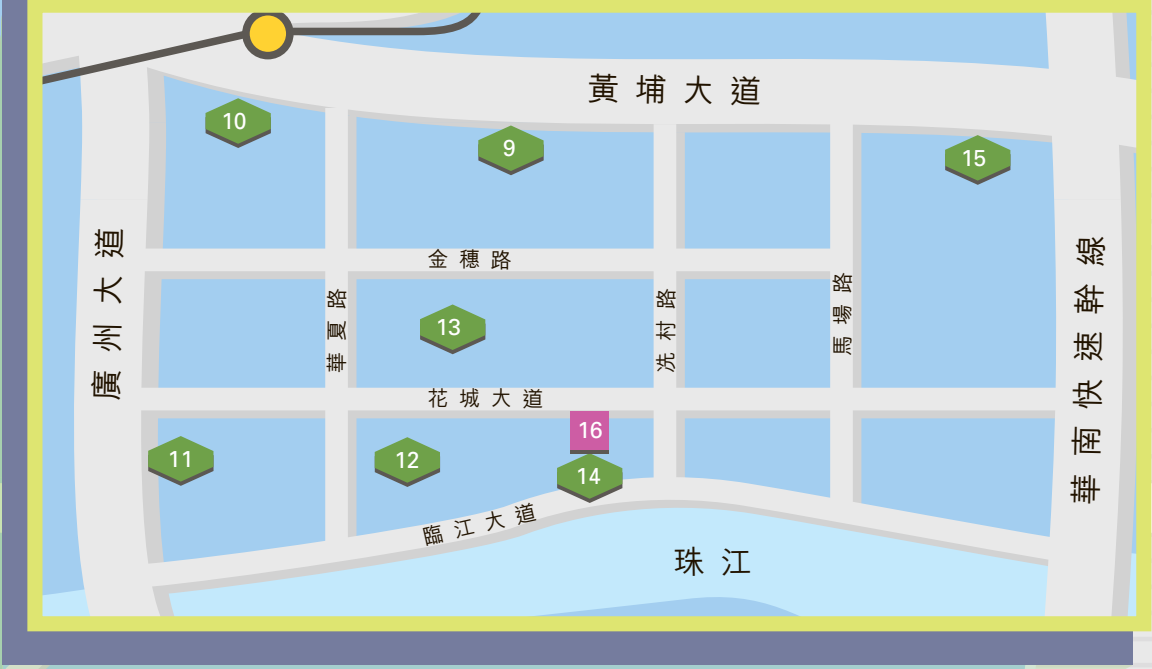 黃埔大道
10
9
15
廣州大道
金穗路
華南快速幹線
華夏路
冼村路
馬場路
13
花城大道
16
11
12
14
臨江大道
珠江